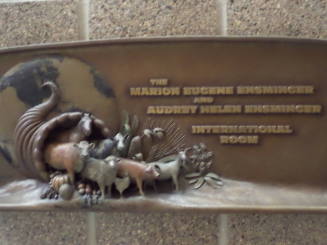 THE
MARION EUGENE ENSMINGER
AND
AUDREY HELEN ENSMINGER
INTERNATIONAL
ROOM